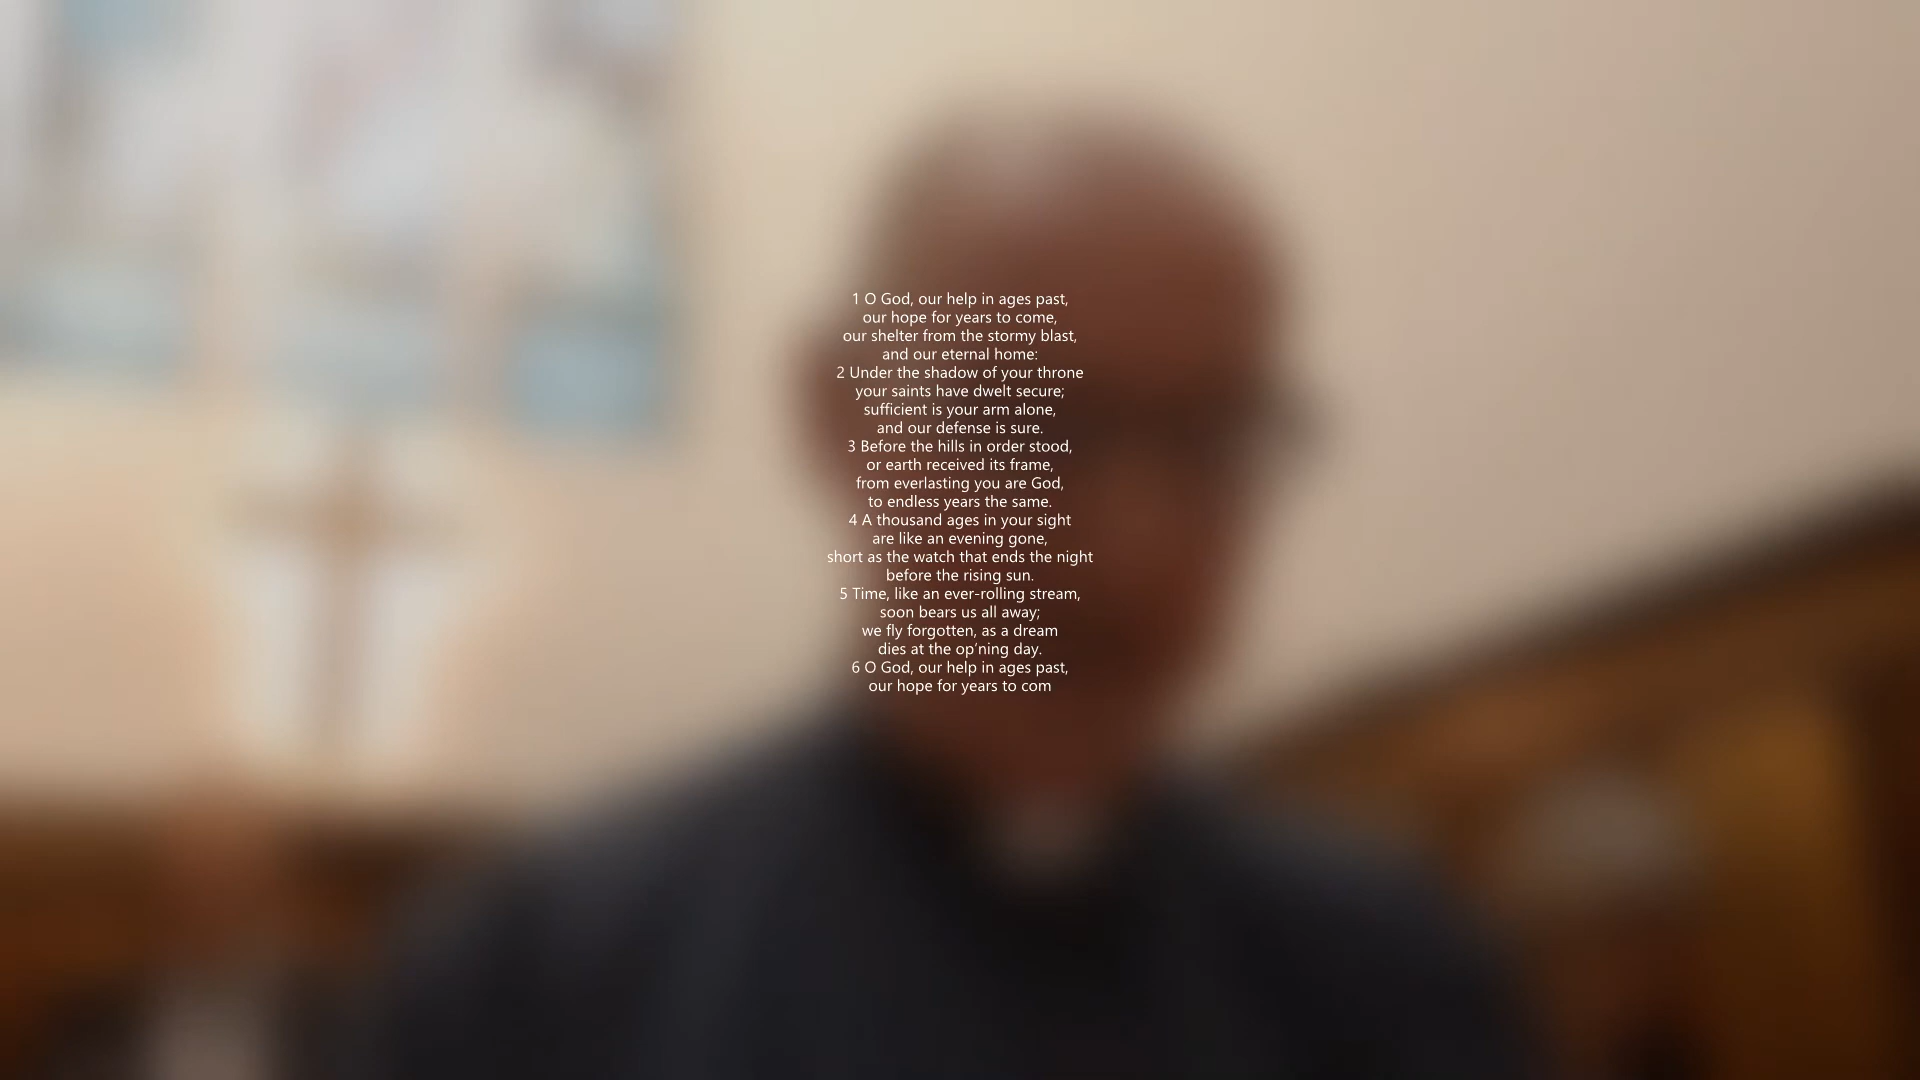 1 O God, our help in ages past,
our hope for years to come,
our shelter from the stormy blast,
and our eternal home:
2 Under the shadow of your throne
your saints have dwelt secure;
sufficient is your arm alone,
and our defense is sure.
3 Before the hills in order stood,
or earth received its frame,
from everlasting you are God,
to endless years the same.
4 A thousand ages in your sight
are like an evening gone,
short as the watch that ends the night
before the rising sun.
5 Time, like an ever-rolling stream,
soon bears us all away;
we fly forgotten, as a dream
dies at the op'ning day.
6 O God, our help in ages past,
our hope for years to com